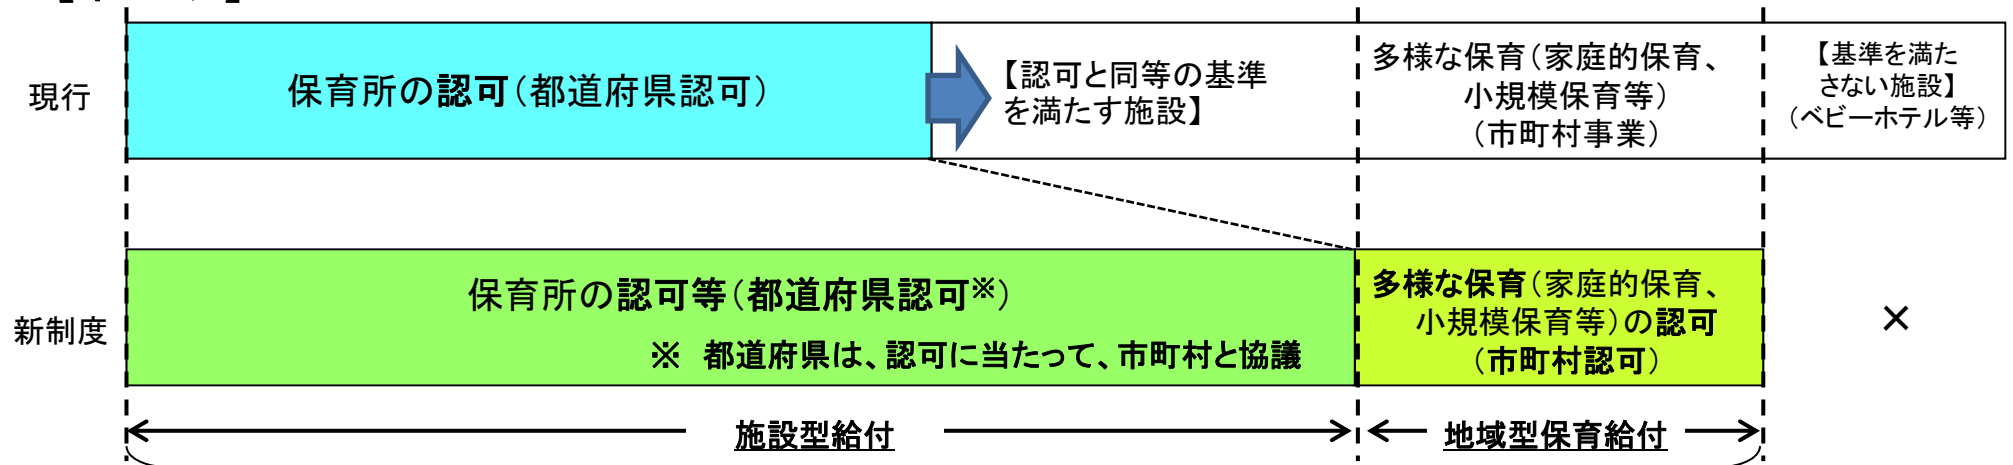 現行
保育所の認可(都道府県認可)
【認可と同等の基準
を満たす施設】
多様な保育(家庭的保育、
小規模保育等)
(市町村事業)
【基準を満た
さない施設】
(ベビーホテル等)
新制度
保育所の認可等(都道府県認可※)
※ 都道府県は、認可に当たって、市町村と協議
多様な保育(家庭的保育、
小規模保育等)の認可
(市町村認可)
×
施設型給付
地域型保育給付